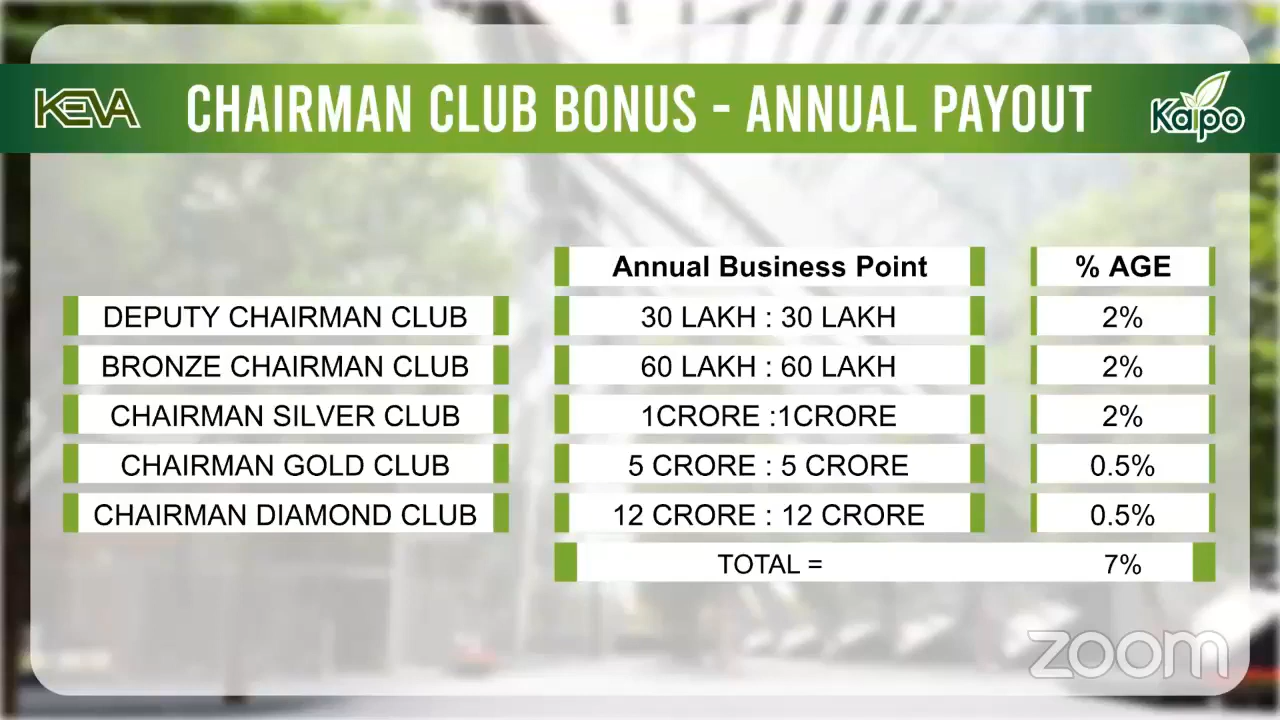 KEVA CHAIRMAN CLUB BONUS - ANNUAL PAYOUT Kaipo
Annual Business Point % AGE
DEPUTY CHAIRMAN CLUB 30 LAKH : 30 LAKH 2%
BRONZE CHAIRMAN CLUB 60 LAKH : 60 LAKH 2%
CHAIRMAN SILVER CLUB 1CRORE :1CRORE 2%
CHAIRMAN GOLD CLUB 5 CRORE : 5 CRORE 0.5%
CHAIRMAN DIAMOND CLUB 12 CRORE : 12 CRORE 0.5%
TOTAL = 7%
zoom